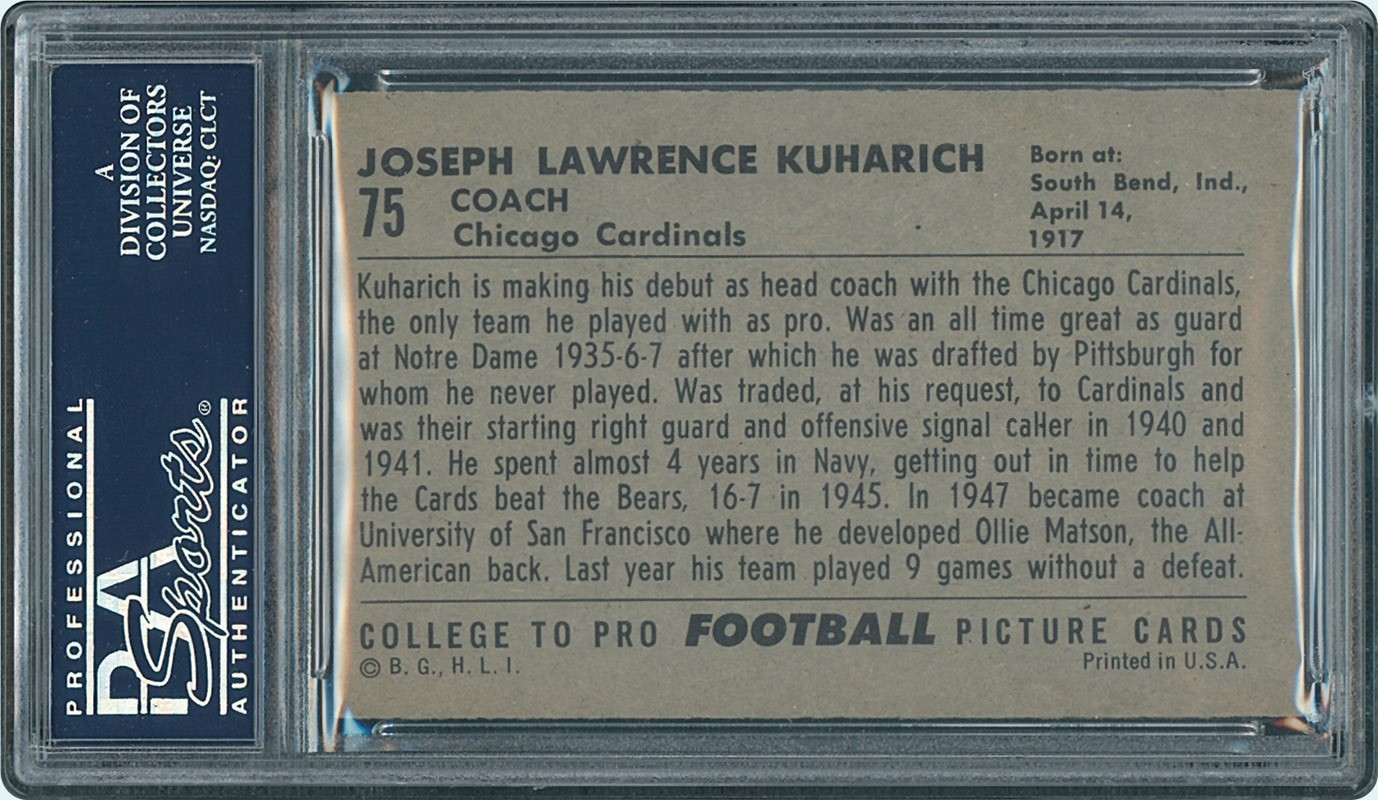 A
DIVISION OF
COLLECTORS
UNIVERSE
NASDAQ: CLCT
PROFESSIONAL
PSA
Sports®
AUTHENTICATOR
JOSEPH LAWRENCE KUHARICH
75 COACH
Chicago Cardinals
Born at:
South Bend, Ind.,
April 14,
1917
Kuharich is making his debut as head coach with the Chicago Cardinals,
the only team he played with as pro. Was an all time great as guard
at Notre Dame 1935-6-7 after which he was drafted by Pittsburgh for
whom he never played. Was traded, at his request, to Cardinals and
was their starting right guard and offensive signal caller in 1940 and
1941. He spent almost 4 years in Navy, getting out in time to help
the Cards beat the Bears, 16-7 in 1945. In 1947 became coach at
University of San Francisco where he developed Ollie Matson, the All-
American back. Last year his team played 9 games without a defeat.
COLLEGE TO PRO FOOTBALL PICTURE CARDS
© B. G., H. L. I.
Printed in U.S.A.